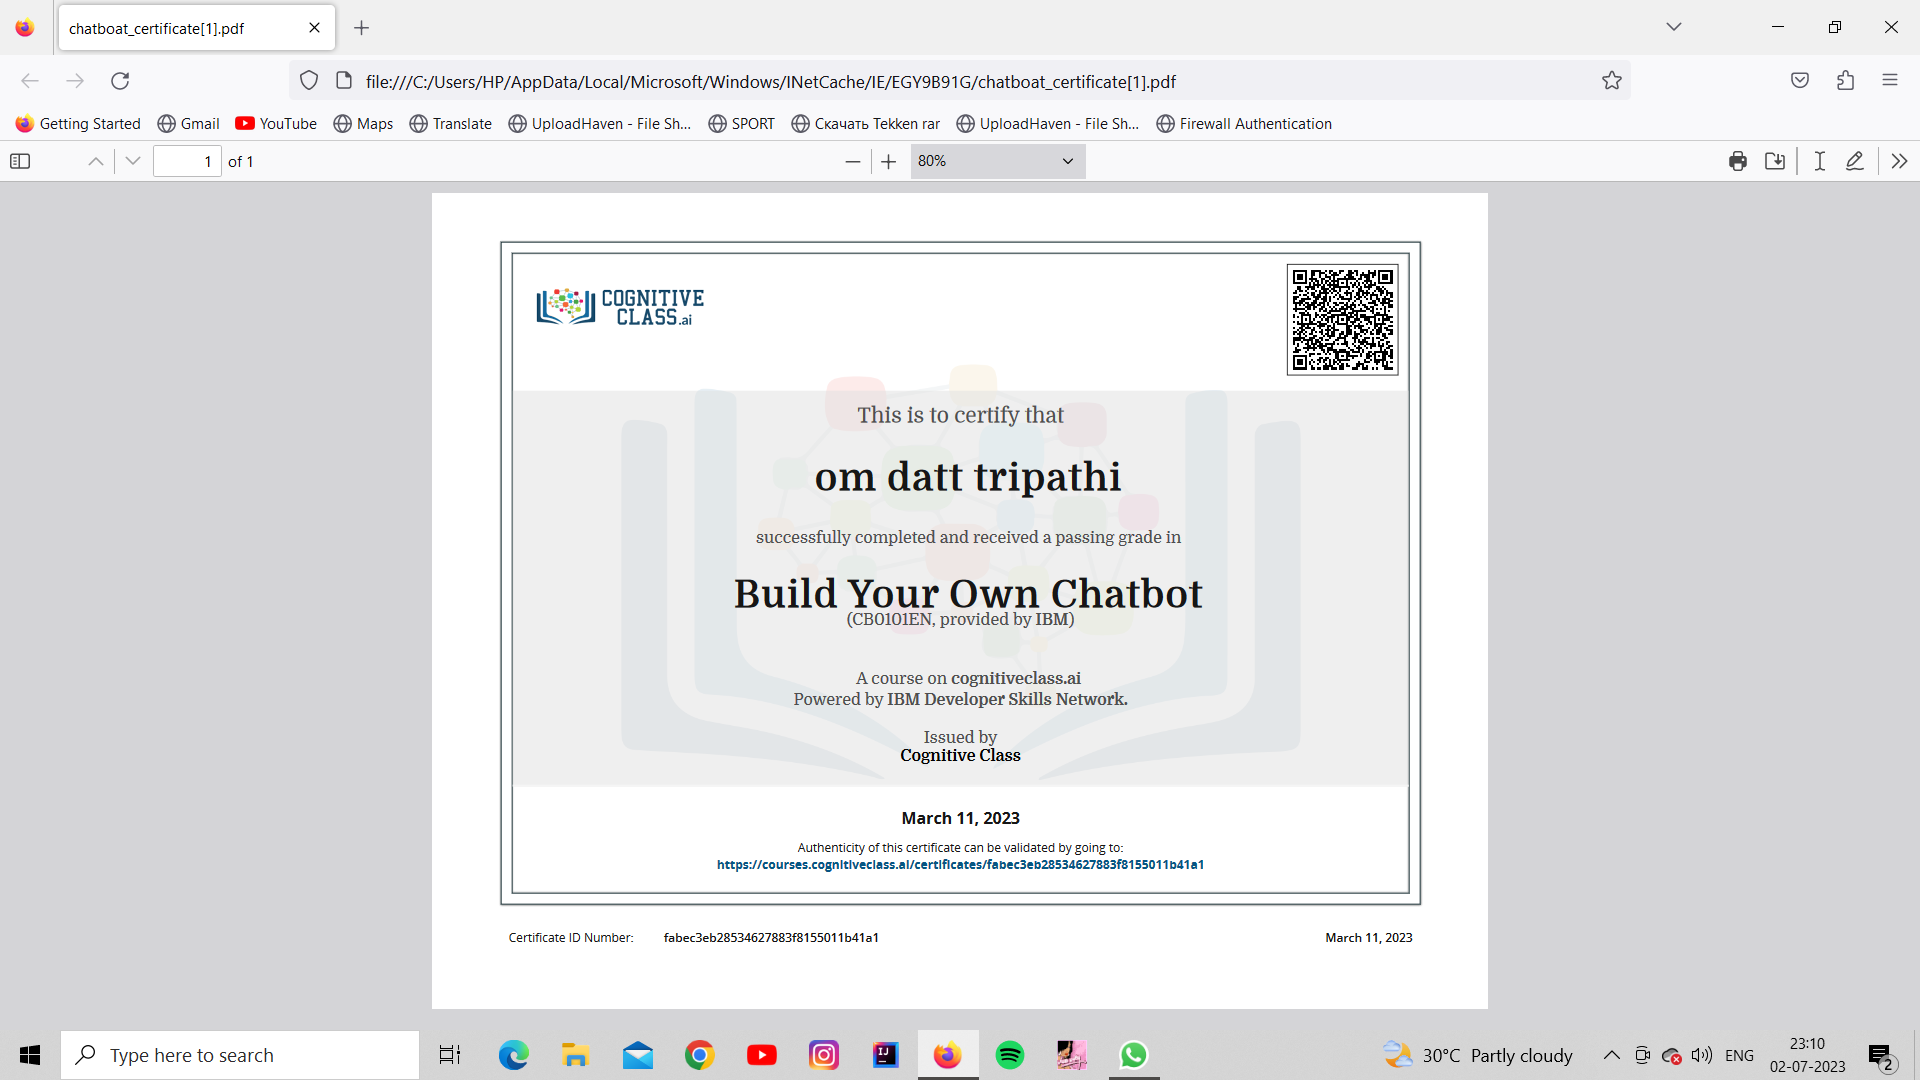 chatboat_certificate[1].pdf
file:///C:/Users/HP/AppData/Local/Microsoft/Windows/INetCache/IE/EGY9B91G/chatboat_certificate[1].pdf
Getting Started Gmail YouTube Maps Translate UploadHaven - File Sh... SPORT Скачать Tekken rar UploadHaven - File Sh... Firewall Authentication
1 of 1 80%
COGNITIVE
CLASS.ai
This is to certify that
om datt tripathi
successfully completed and received a passing grade in
Build Your Own Chatbot
(CB0101EN, provided by IBM)
A course on cognitiveclass.ai
Powered by IBM Developer Skills Network.
Issued by
Cognitive Class
March 11, 2023
Authenticity of this certificate can be validated by going to:
https://courses.cognitiveclass.ai/certificates/fabec3eb28534627883f8155011b41a1
Certificate ID Number: fabec3eb28534627883f8155011b41a1 March 11, 2023
Type here to search
IJ
30°C Partly cloudy
ENG
23:10
02-07-2023
2